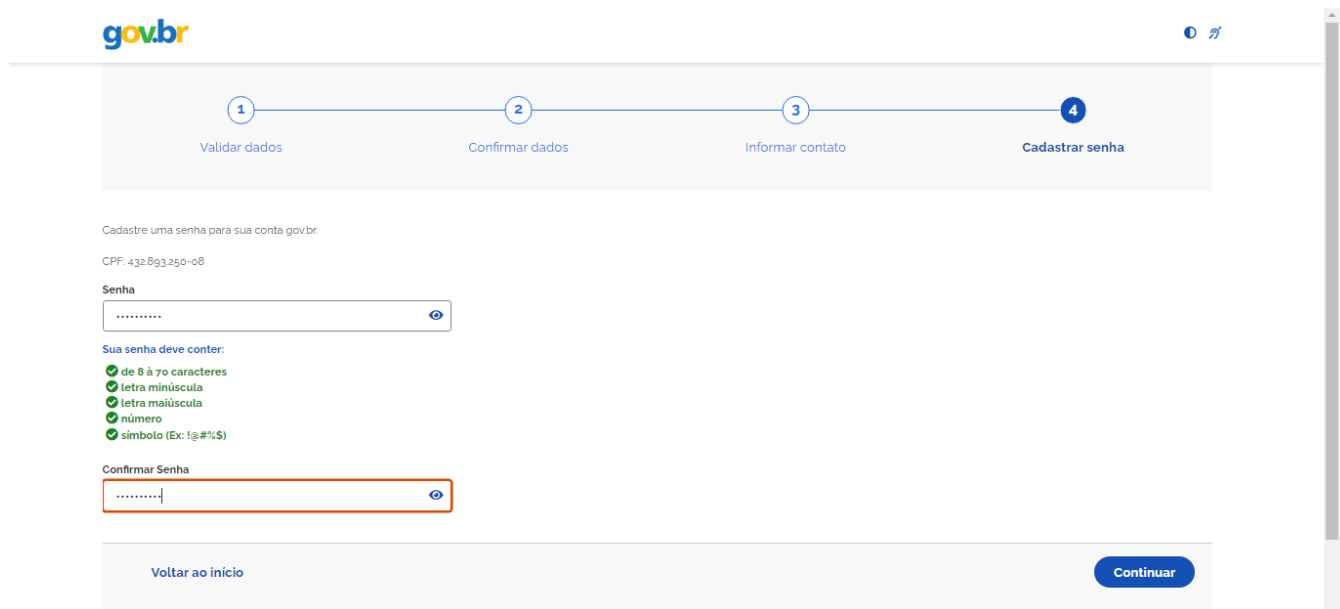 gov.br
1
2
3
4
Validar dados
Confirmar dados
Informar contato
Cadastrar senha
Cadastre uma senha para sua conta gov.br.
CPF: 432.893.250-08
Senha
••••••••••
Sua senha deve conter:
de 8 à 70 caracteres
letra minúscula
letra maiúscula
número
símbolo (Ex: !@#%$)
Confirmar Senha
••••••••••
Voltar ao início
Continuar